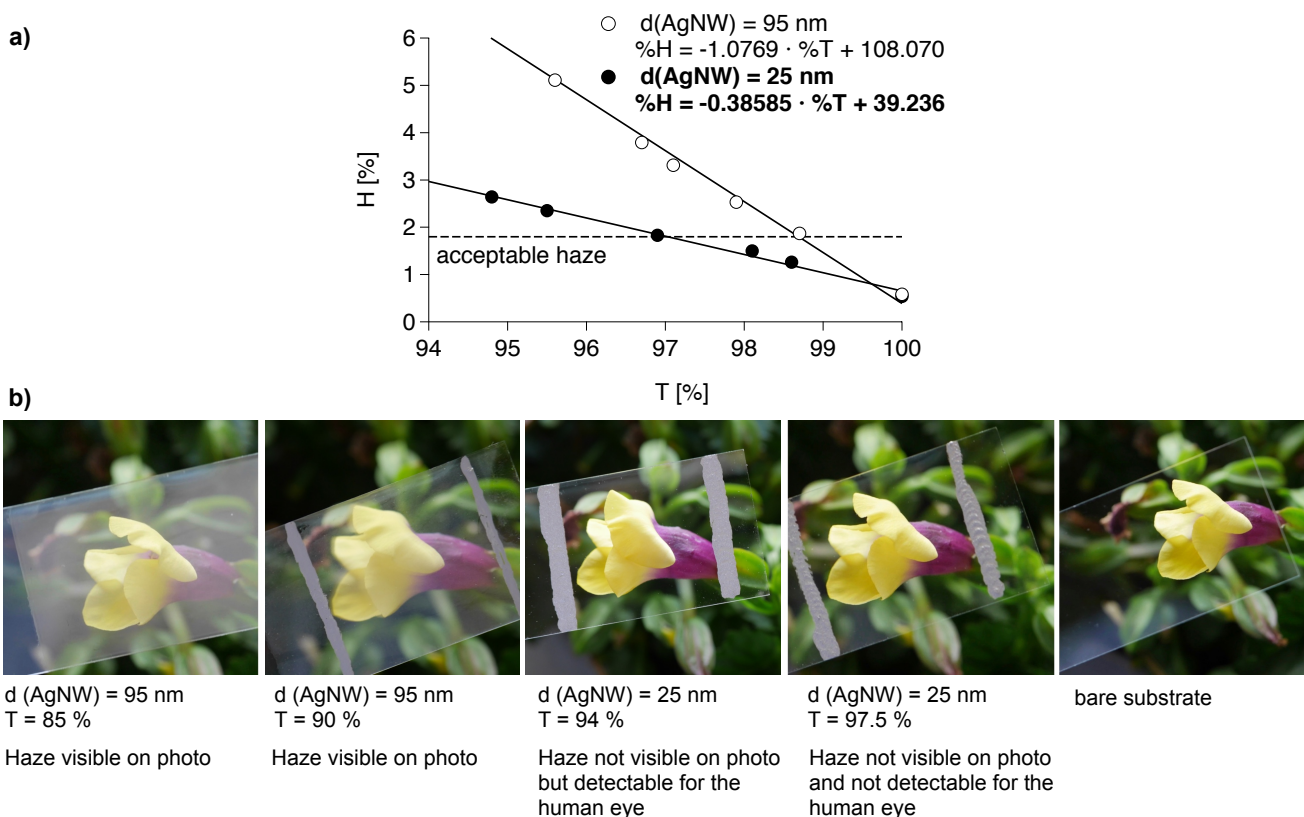 a)
d(AgNW) = 95 nm
%H = -1.0769 · %T + 108.070
d(AgNW) = 25 nm
%H = -0.38585 · %T + 39.236
6
5
4
3
2
1
0
H [%]
acceptable haze
94 95 96 97 98 99 100
T [%]
b)
d (AgNW) = 95 nm
T = 85 %
Haze visible on photo
d (AgNW) = 95 nm
T = 90 %
Haze visible on photo
d (AgNW) = 25 nm
T = 94 %
Haze not visible on photo
but detectable for the
human eye
d (AgNW) = 25 nm
T = 97.5 %
Haze not visible on photo
and not detectable for the
human eye
bare substrate